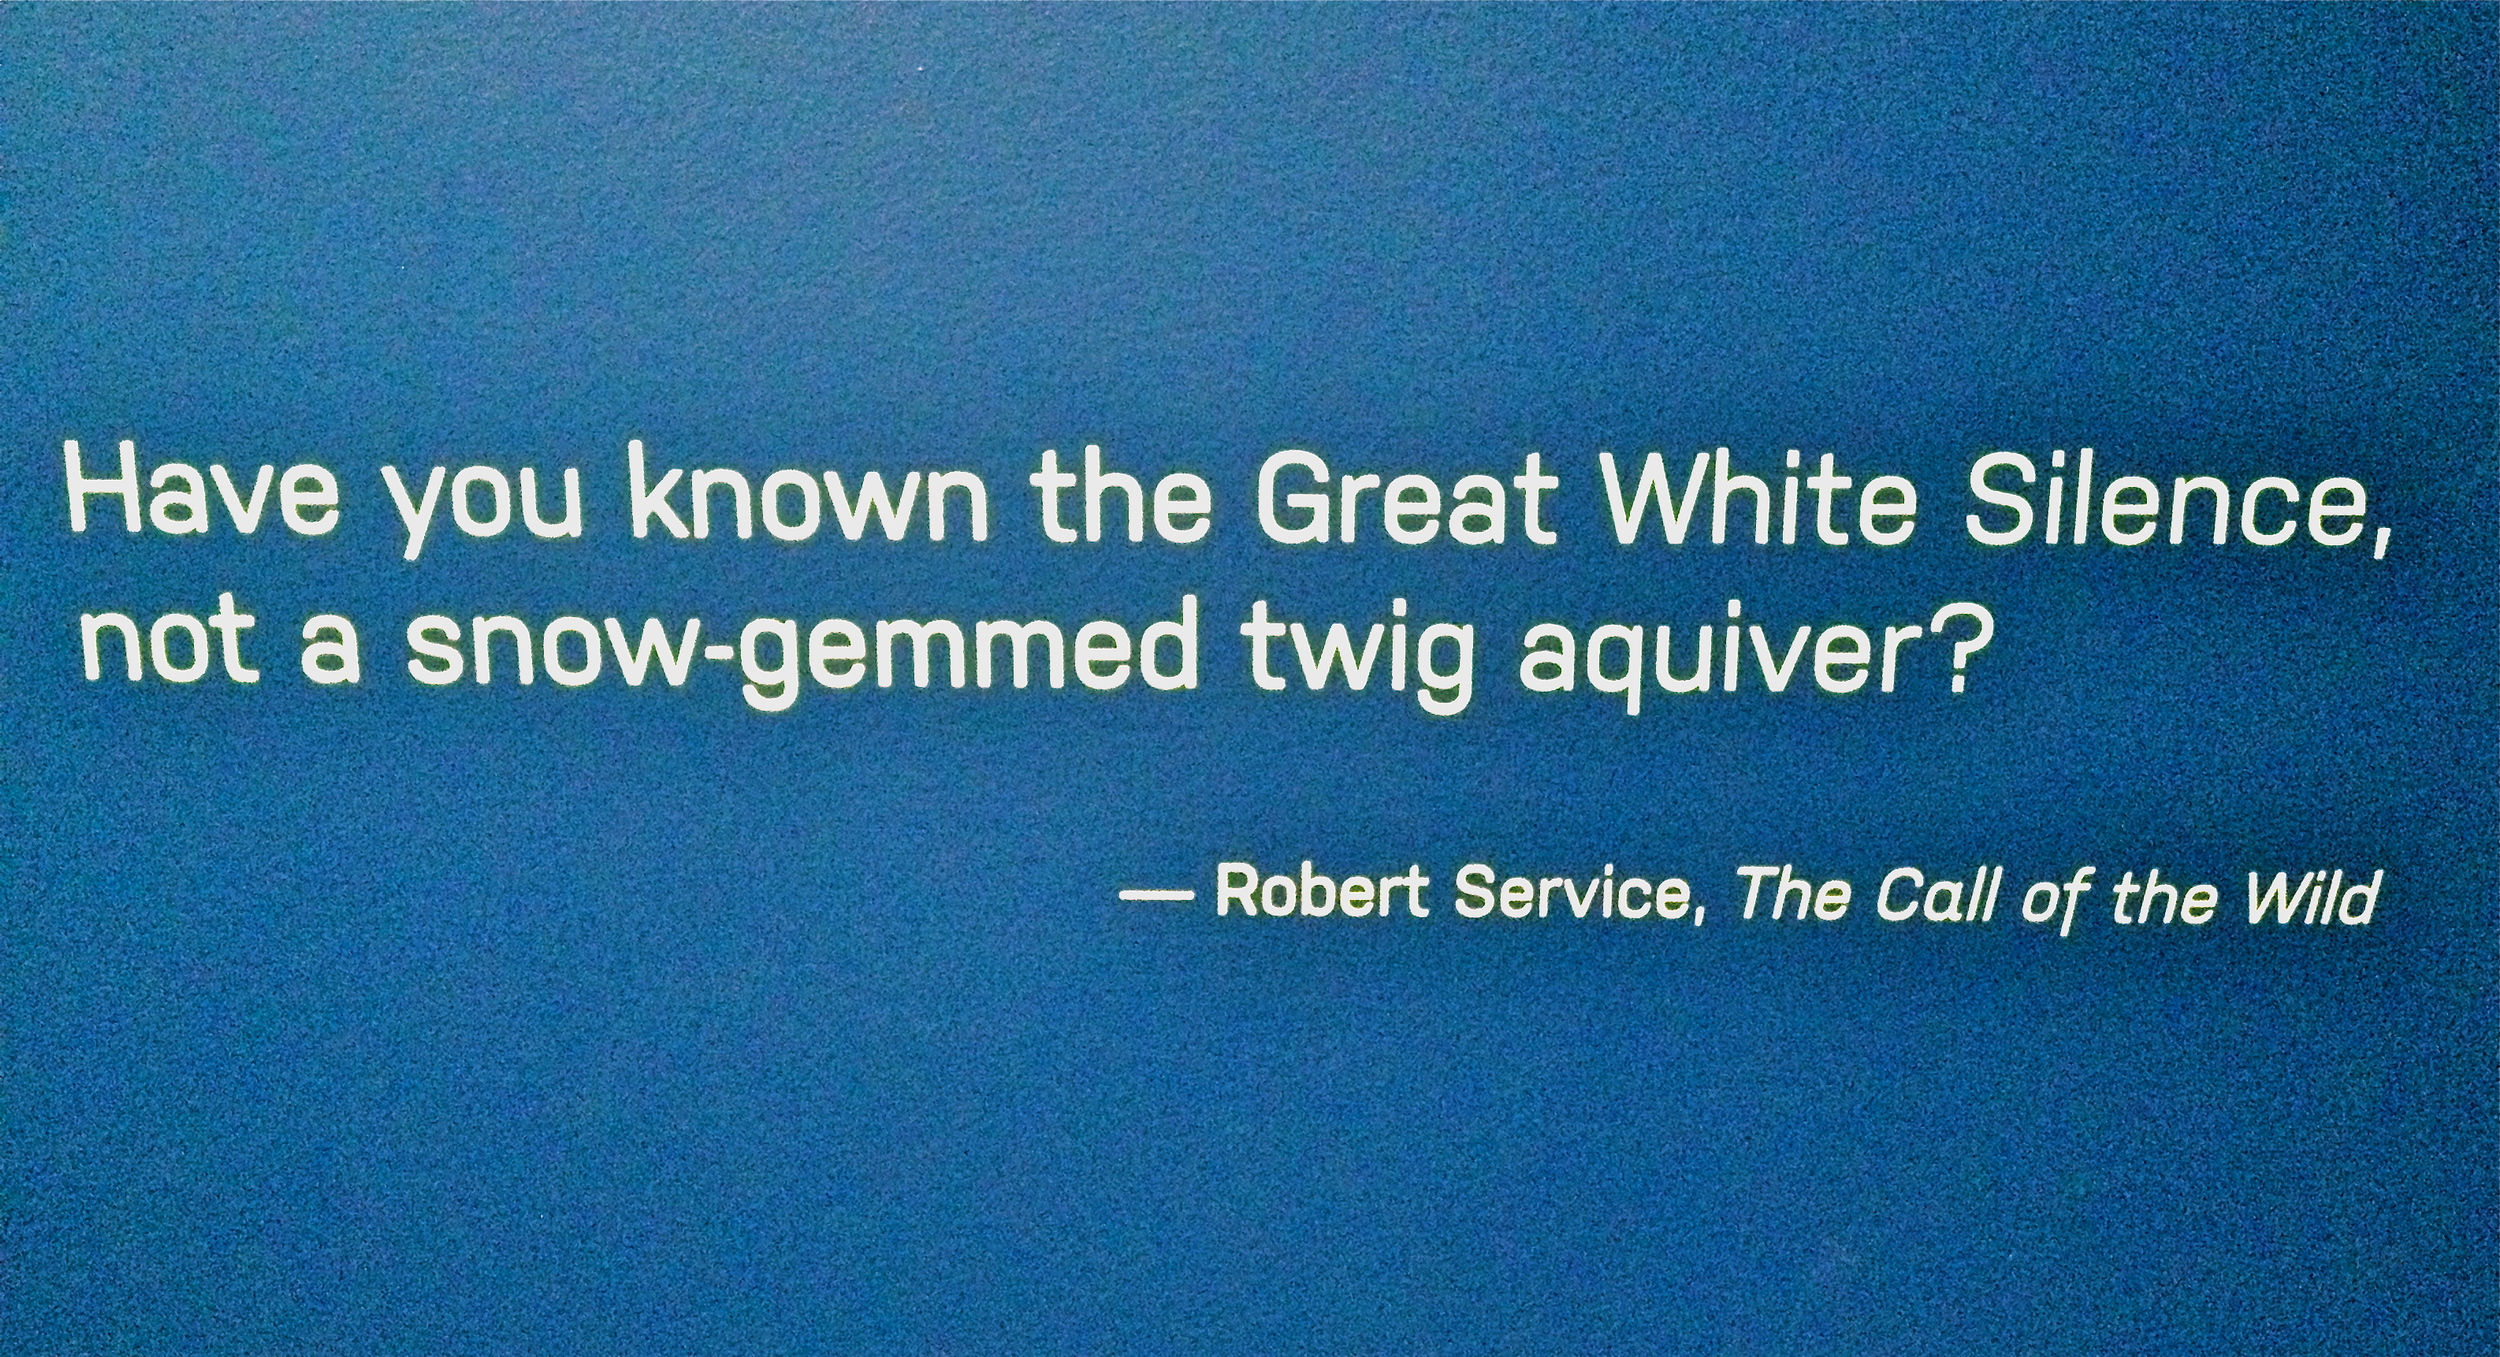 Have you known the Great White Silence,
not a snow-gemmed twig aquiver?
— Robert Service, The Call of the Wild